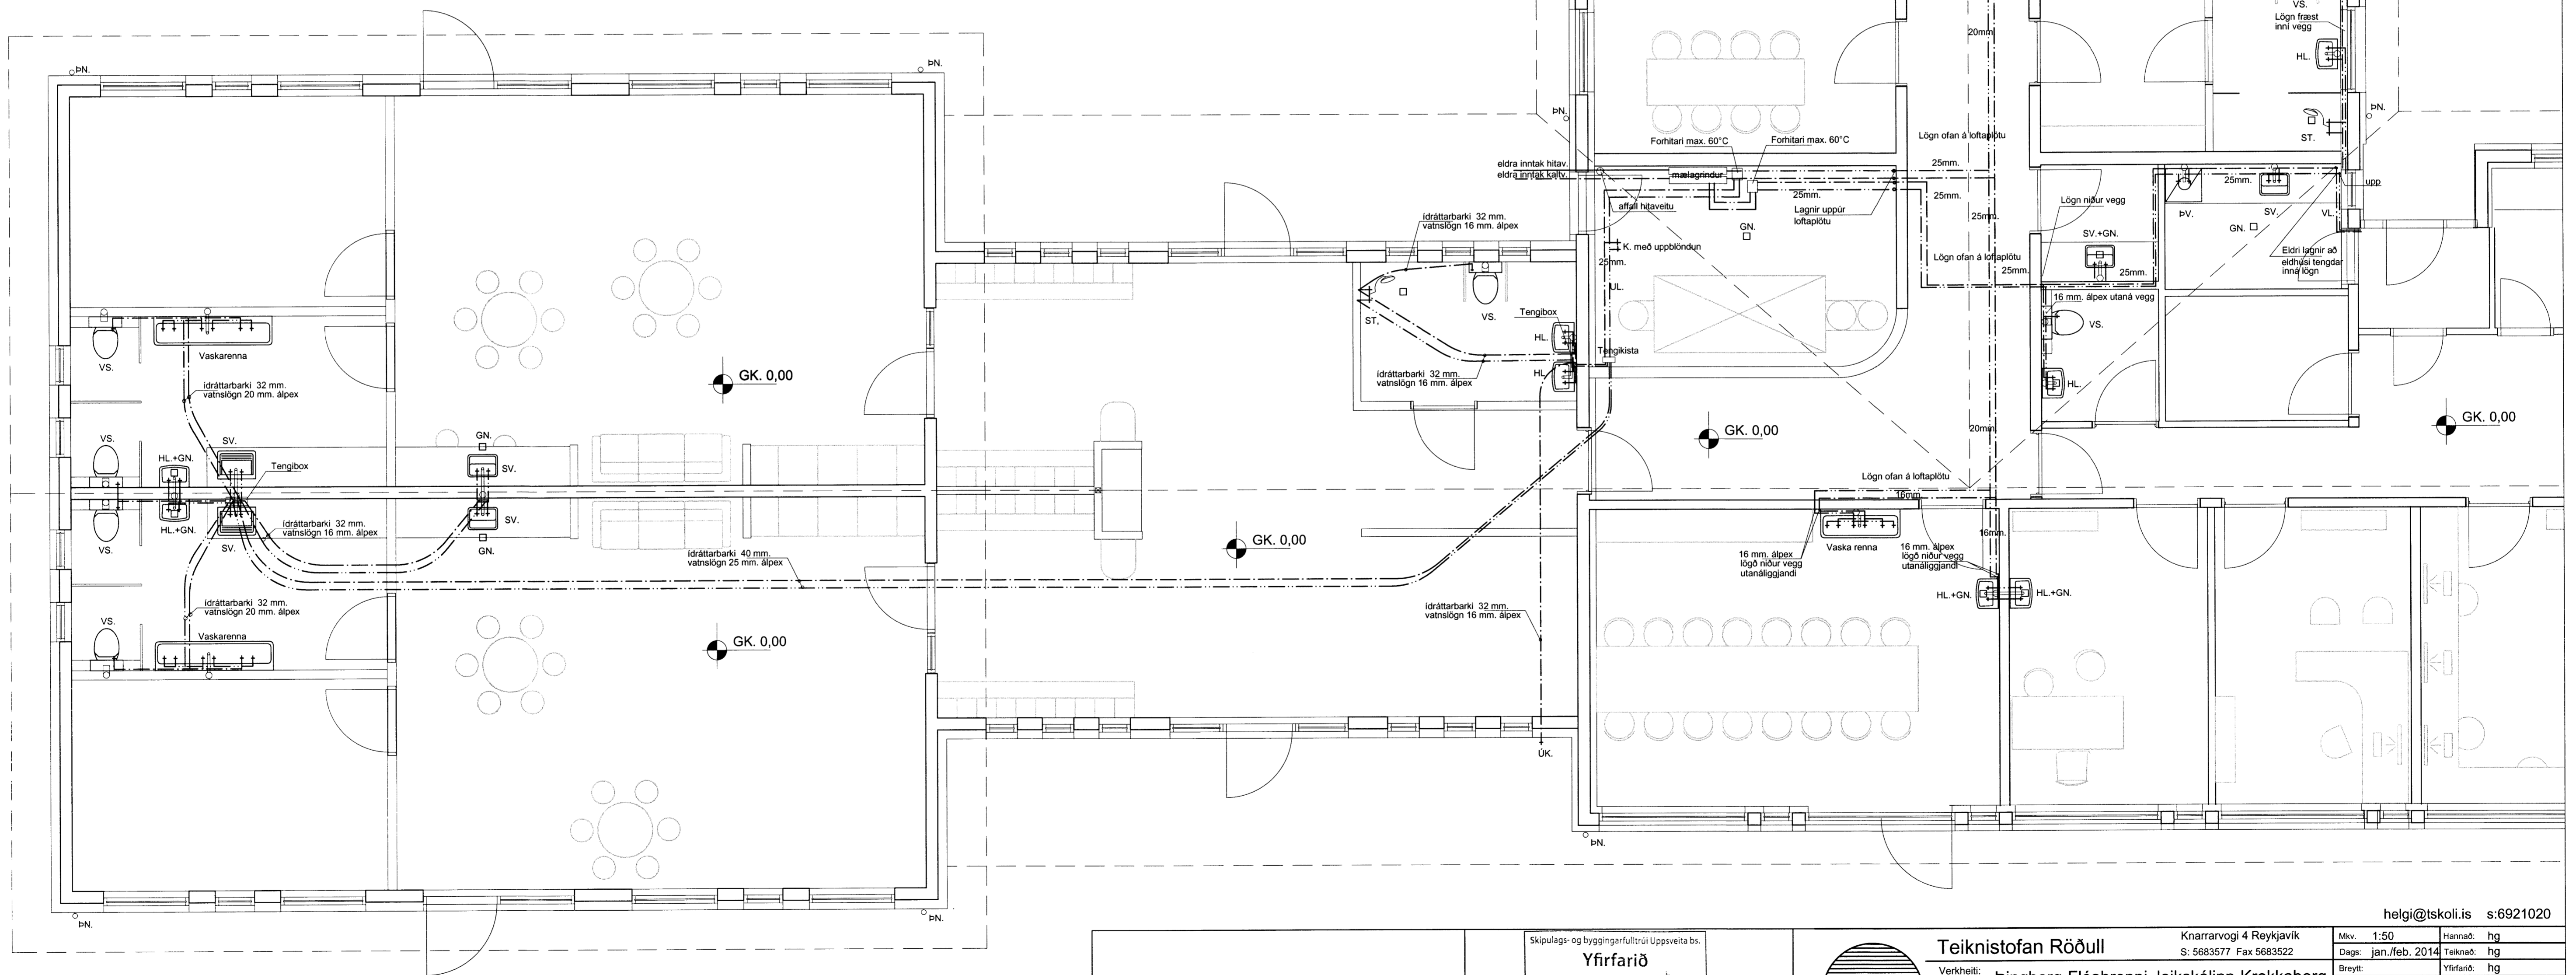 ÞN.
ÞN.
VS.
Vaskarenna
ídráttarbarki 32 mm.
vatnslögn 20 mm. álpex
VS.
HL.+GN.
SV.
Tengibox
GN.
SV.
VS.
HL.+GN.
SV.
ídráttarbarki 32 mm.
vatnslögn 16 mm. álpex
SV.
GN.
VS.
ídráttarbarki 32 mm.
vatnslögn 20 mm. álpex
Vaskarenna
GK. 0,00
GK. 0,00
ídráttarbarki 40 mm.
vatnslögn 25 mm. álpex
ÞN.
ÞN.
GK. 0,00
ídráttarbarki 32 mm.
vatnslögn 16 mm. álpex
ST,
VS.
Tengibox
HL.
HL.
ídráttarbarki 32 mm.
vatnslögn 16 mm. álpex
ídráttarbarki 32 mm.
vatnslögn 16 mm. álpex
ÚK.
ÞN.
Forhitari max. 60°C
Forhitari max. 60°C
eldra inntak hitav.
eldra inntak kaltv.
mælagrindur
affall hitaveitu
25mm.
Lagnir uppúr
loftaplötu
GN.
K. með uppblöndun
25mm.
UL.
Tengikista
GK. 0,00
20mm.
Lögn ofan á loftaplötu
25mm.
25mm.
25mm.
Lögn ofan á loftaplötu
25mm.
20mm.
Lögn niður vegg
SV.+GN.
25mm.
16 mm. álpex utaná vegg
VS.
HL.
VS.
Lögn fræst
inní vegg
HL.
ÞN.
ST.
upp
25mm.
ÞV.
SV.
VL.
GN.
Eldri lagnir að
eldhúsi tengdar
inná lögn
GK. 0,00
Lögn ofan á loftaplötu
16mm.
Vaska renna
16 mm. álpex
lögð niður vegg
utanáliggjandi
16 mm. álpex
lögð niður vegg
utanáliggjandi
16mm.
HL.+GN.
HL.+GN.
ÞN.
helgi@tskoli.is s:6921020
Skipulags- og byggingarfulltrúi Uppsveita bs.
Yfirfarið
Teiknistofan Röðull
Knarrarvogi 4 Reykjavík
S: 5683577 Fax 5683522
Mkv. 1:50
Hannað: hg
Dags: jan./feb. 2014
Teiknað: hg
Verkheiti:
Breytt:
Yfirfarið: hg